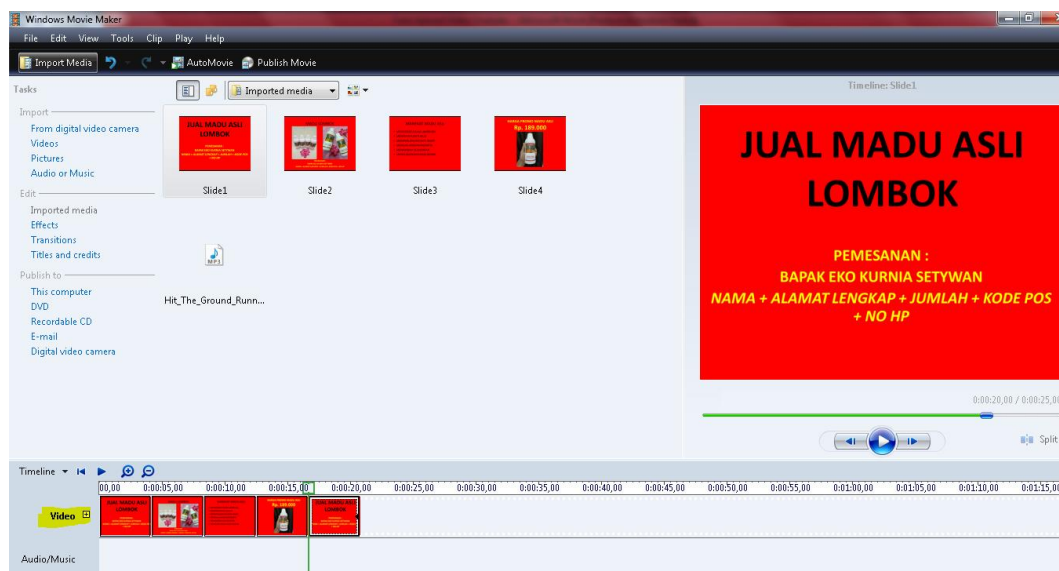 Windows Movie Maker
File Edit View Tools Clip Play Help
Import Media AutoMovie Publish Movie
Tasks
Imported media
Import
From digital video camera
Videos
Pictures
Audio or Music
Edit
Imported media
Effects
Transitions
Titles and credits
Publish to
This computer
DVD
Recordable CD
E-mail
Digital video camera
JUAL MADU ASLI
LOMBOK
Rp. 189.000
Slide1 Slide2 Slide3 Slide4
MP3
Hit_The_Ground_Runn...
Timeline: Slide1
JUAL MADU ASLI
LOMBOK
PEMESANAN :
BAPAK EKO KURNIA SETYWAN
NAMA + ALAMAT LENGKAP + JUMLAH + KODE POS
+ NO HP
0:00:20,00 / 0:00:25,00
Split
Timeline
00,00 0:00:05,00 0:00:10,00 0:00:15,00 0:00:20,00 0:00:25,00 0:00:30,00 0:00:35,00 0:00:40,00 0:00:45,00 0:00:50,00 0:00:55,00 0:01:00,00 0:01:05,00 0:01:10,00 0:01:15,00
Video
Audio/Music